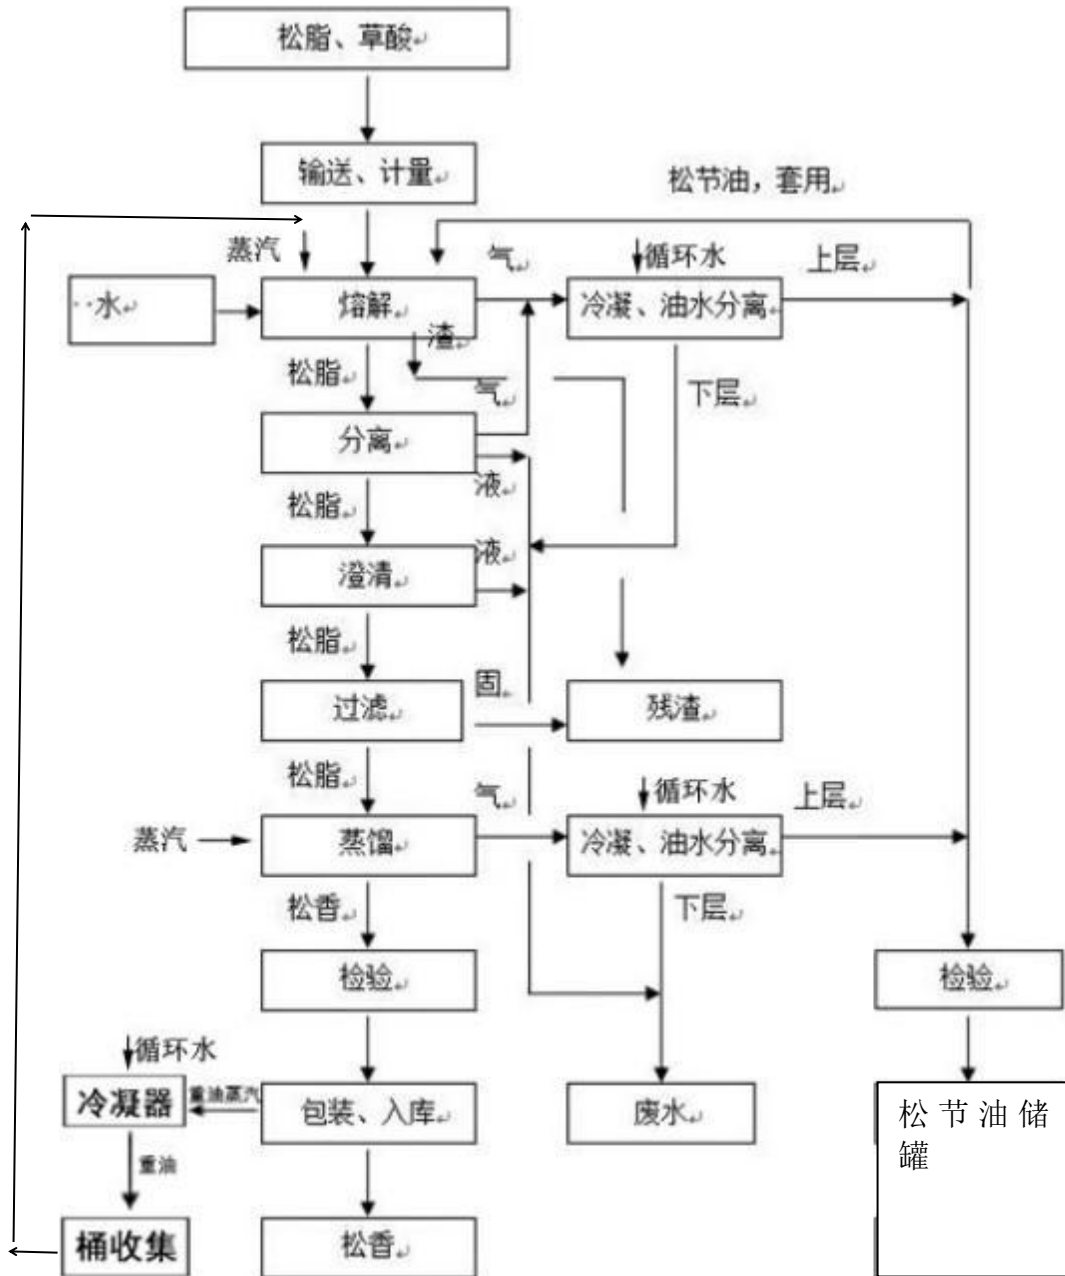 松脂、草酸
输送、计量
松节油，套用
蒸汽
气
循环水
上层
··水
熔解
冷凝、油水分离
渣
松脂
气
下层
分离
液
松脂
液
澄清
松脂
固
过滤
残渣
松脂
气
循环水
上层
蒸汽
蒸馏
冷凝、油水分离
松香
下层
检验
检验
循环水
冷凝器
重油蒸汽
包装、入库
废水
松节油储
罐
重油
桶收集
松香